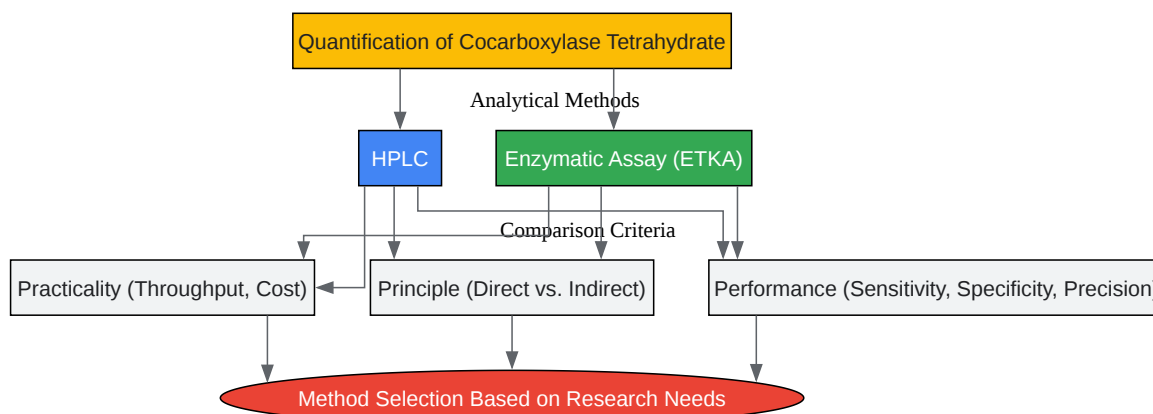 Quantification of Cocarboxylase Tetrahydrate
Analytical Methods
HPLC
Enzymatic Assay (ETKA)
Comparison Criteria
Practicality (Throughput, Cost)
Principle (Direct vs. Indirect)
Performance (Sensitivity, Specificity, Precision)
Method Selection Based on Research Needs